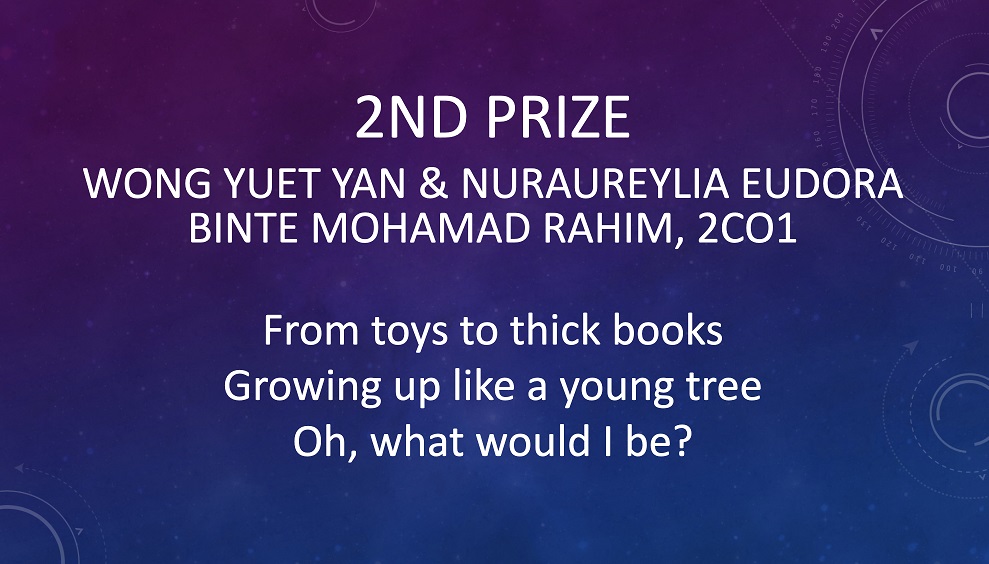 2ND PRIZE
WONG YUET YAN & NURAUREYLIA EUDORA
BINTE MOHAMAD RAHIM, 2CO1
From toys to thick books
Growing up like a young tree
Oh, what would I be?